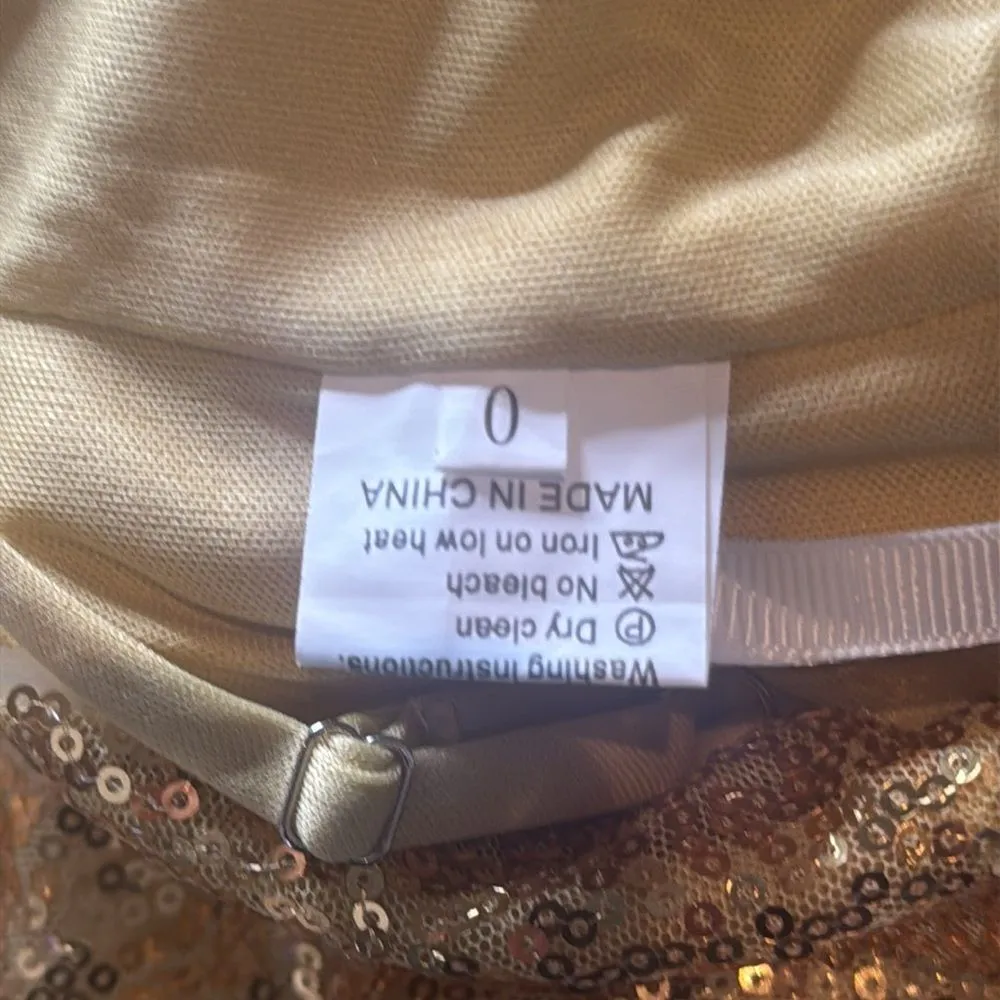 Washing Instructions.
Ⓟ Dry clean
No bleach
Iron on low heat
MADE IN CHINA
0